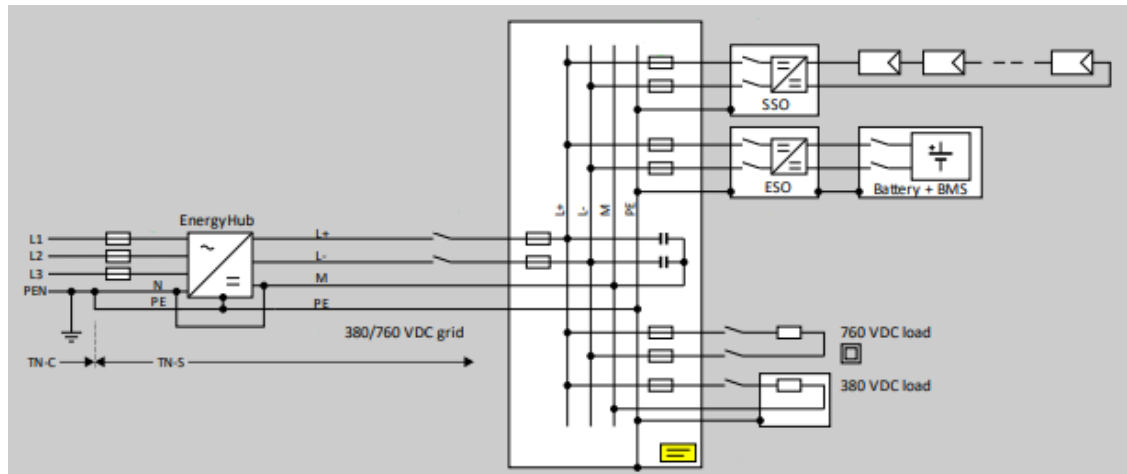 SSO
ESO
Battery + BMS
L+
L-
M
PE
EnergyHub
L1
L2
L3
PEN
N
PE
L+
L-
M
PE
380/760 VDC grid
TN-C
TN-S
760 VDC load
380 VDC load